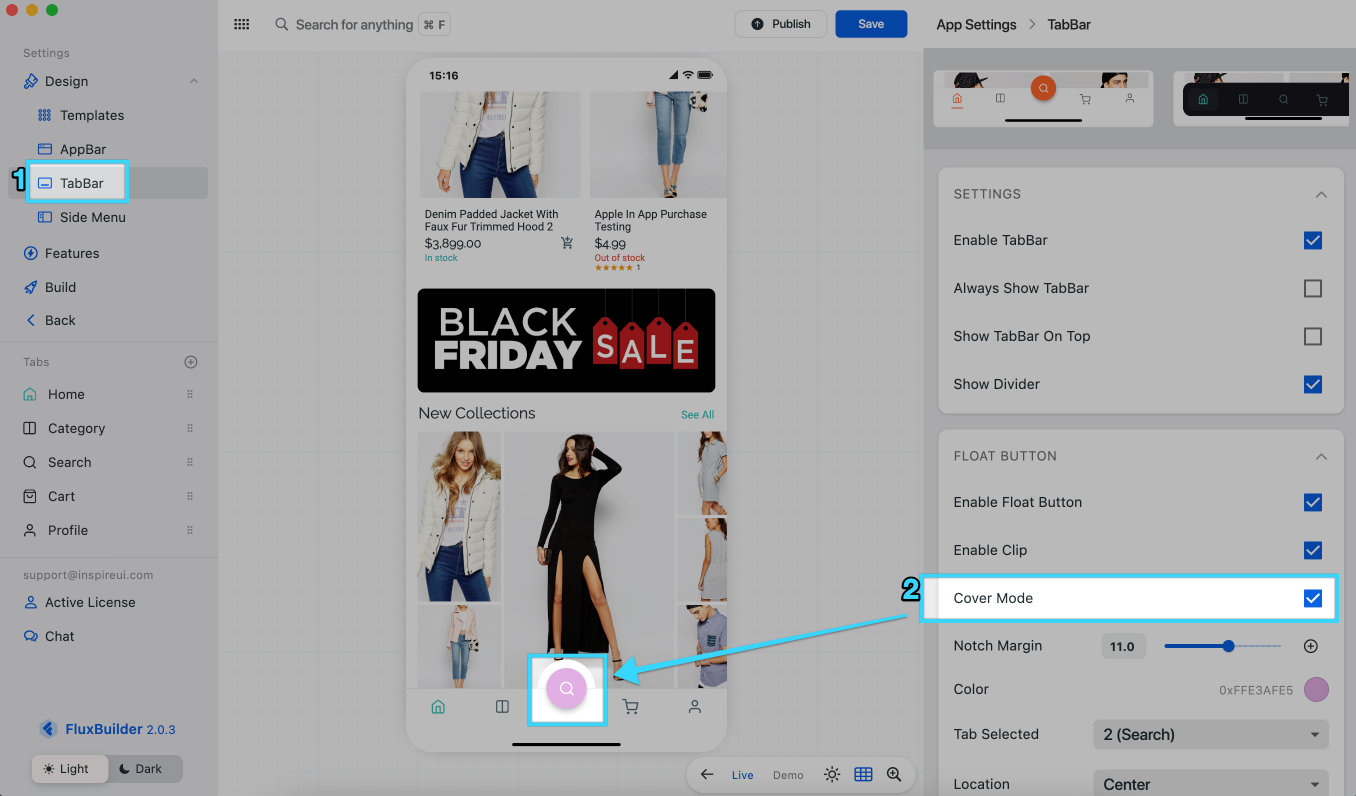 Settings
Design
Templates
AppBar
1
TabBar
Side Menu
Features
Build
Back
Tabs
Home
Category
Search
Cart
Profile
support@inspireui.com
Active License
Chat
FluxBuilder 2.0.3
Light
Dark
Search for anything ⌘ F
Publish
Save
15:16
Denim Padded Jacket With
Faux Fur Trimmed Hood 2
$3,899.00
In stock
Apple In App Purchase
Testing
$4.99
Out of stock
★★★★★ 1
BLACK
FRIDAY
SALE
New Collections
See All
Live
Demo
App Settings > TabBar
SETTINGS
Enable TabBar
Always Show TabBar
Show TabBar On Top
Show Divider
FLOAT BUTTON
Enable Float Button
Enable Clip
2
Cover Mode
Notch Margin
11.0
Color
0xFFE3AFE5
Tab Selected
2 (Search)
Location
Center